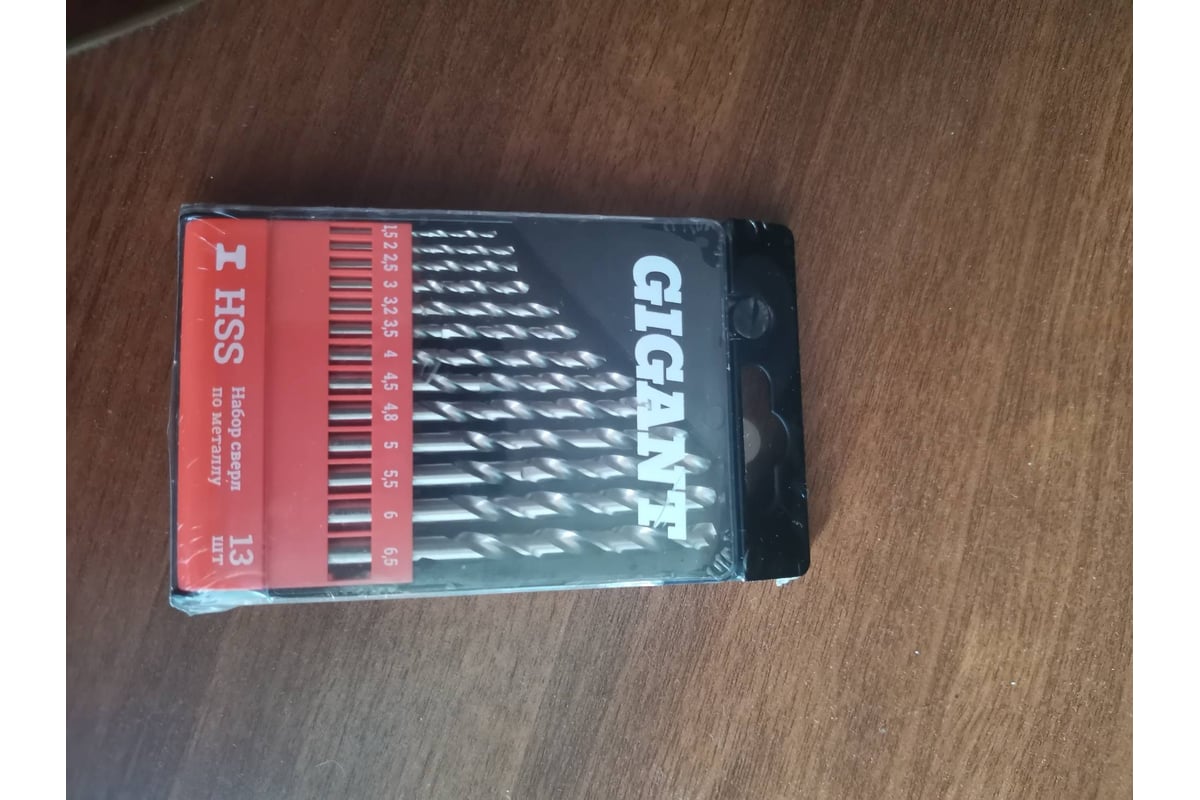 GIGANT
1,5 2 2,5 3 3,2 3,5 4 4,5 4,8 5 5,5 6 6,5
HSS
Набор сверл
по металлу
13
шт